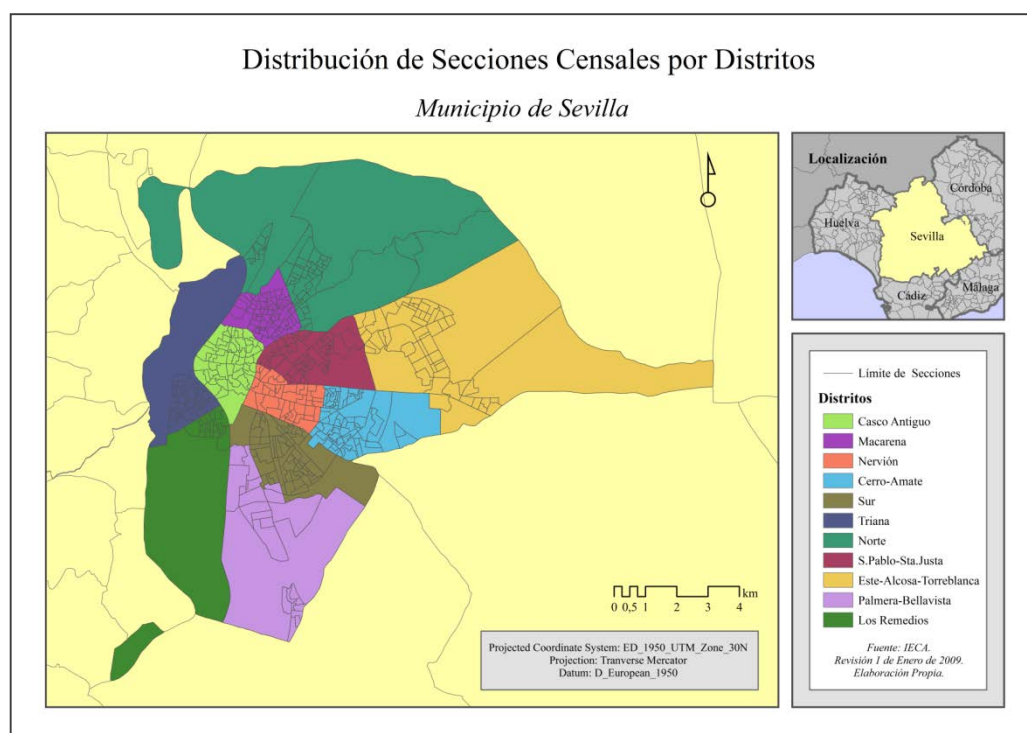 Distribución de Secciones Censales por Distritos
Municipio de Sevilla
Localización
Córdoba
Huelva
Sevilla
Cádiz
Málaga
Límite de Secciones
Distritos
Casco Antiguo
Macarena
Nervión
Cerro-Amate
Sur
Triana
Norte
S.Pablo-Sta.Justa
Este-Alcosa-Torreblanca
Palmera-Bellavista
Los Remedios
km
0 0,5 1 2 3 4
Projected Coordinate System: ED_1950_UTM_Zone_30N
Projection: Tranverse Mercator
Datum: D_European_1950
Fuente: IECA.
Revisión 1 de Enero de 2009.
Elaboración Propia.